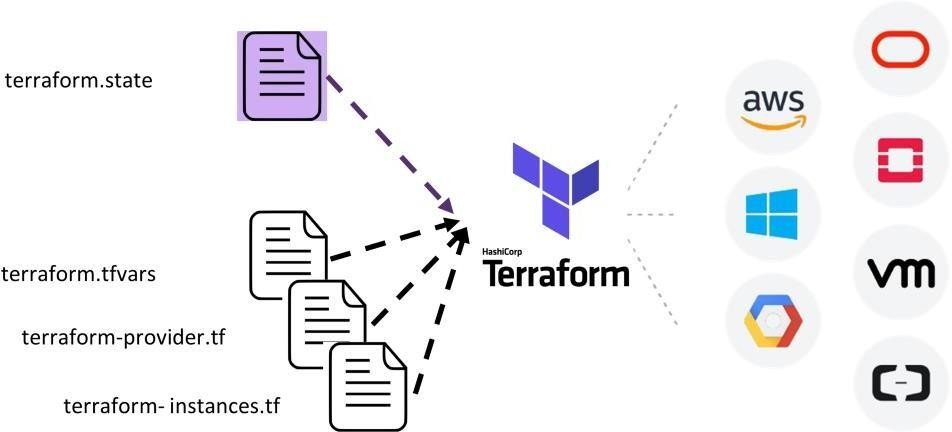 terraform.state
aws
HashiCorp
Terraform
terraform.tfvars
vm
terraform-provider.tf
terraform- instances.tf